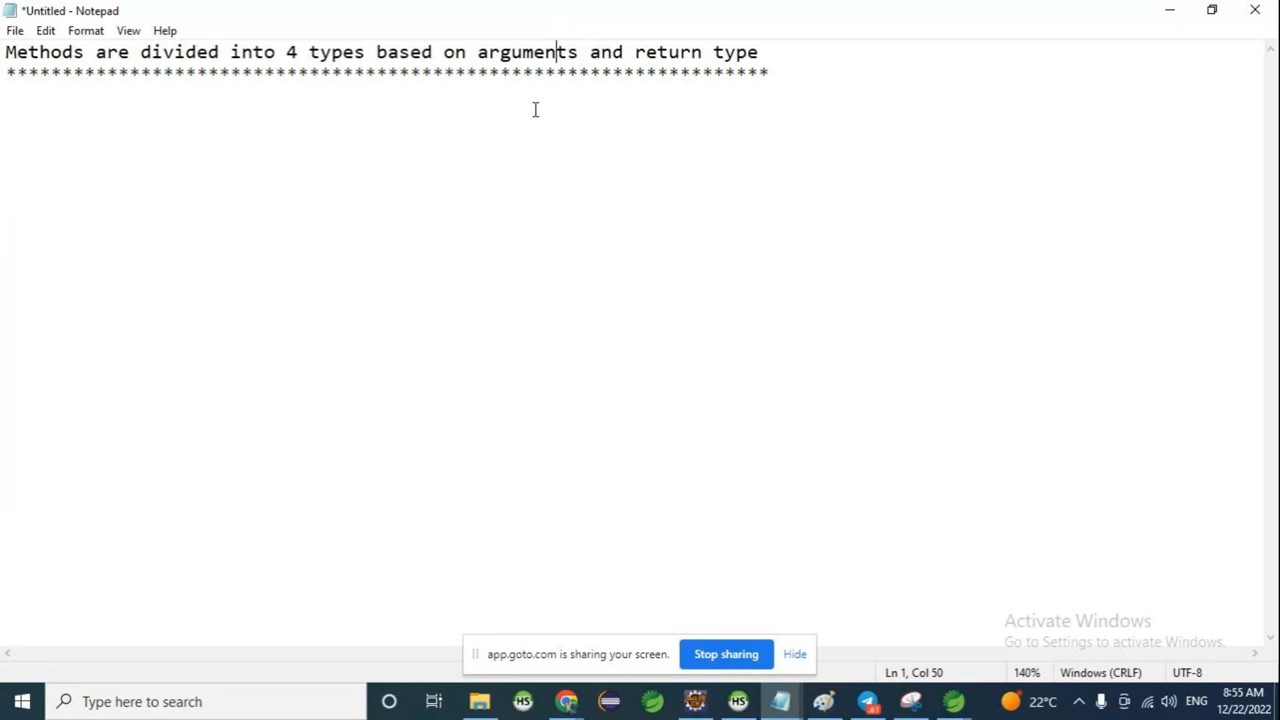 *Untitled - Notepad
File Edit Format View Help
Methods are divided into 4 types based on arguments and return type
********************************************************************
Activate Windows
Go to Settings to activate Windows.
app.goto.com is sharing your screen. Stop sharing Hide
Ln 1, Col 50 140% Windows (CRLF) UTF-8
Type here to search HS HS 61 22°C ENG 8:55 AM
12/22/2022